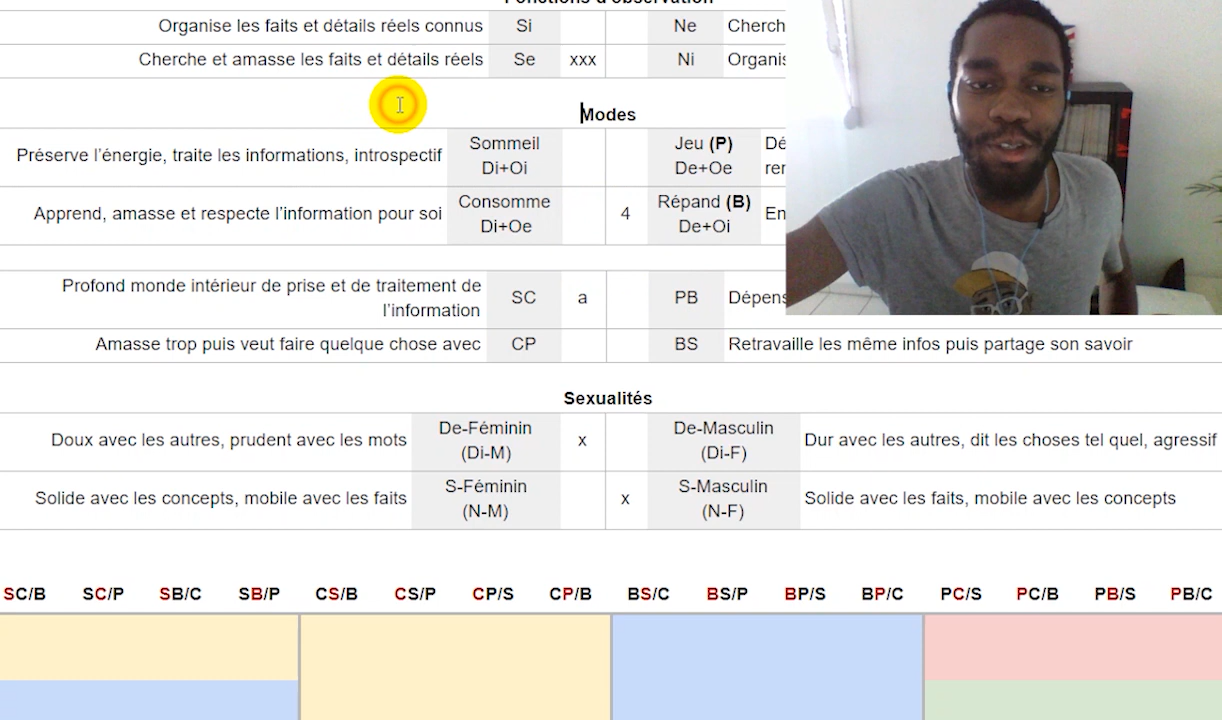 Fonctions d'observation
Organise les faits et détails réels connus Si Ne Cherch
Cherche et amasse les faits et détails réels Se xxx Ni Organis
Modes
Préserve l'énergie, traite les informations, introspectif Sommeil Di+Oi Jeu (P) De+Oe Dé
rer
Apprend, amasse et respecte l'information pour soi Consomme Di+Oe 4 Répand (B) De+Oi En
Profond monde intérieur de prise et de traitement de
l'information SC a PB Dépens
Amasse trop puis veut faire quelque chose avec CP BS Retravaille les même infos puis partage son savoir
Sexualités
Doux avec les autres, prudent avec les mots De-Féminin (Di-M) x De-Masculin (Di-F) Dur avec les autres, dit les choses tel quel, agressif
Solide avec les concepts, mobile avec les faits S-Féminin (N-M) x S-Masculin (N-F) Solide avec les faits, mobile avec les concepts
SC/B SC/P SB/C SB/P CS/B CS/P CP/S CP/B BS/C BS/P BP/S BP/C PC/S PC/B PB/S PB/C